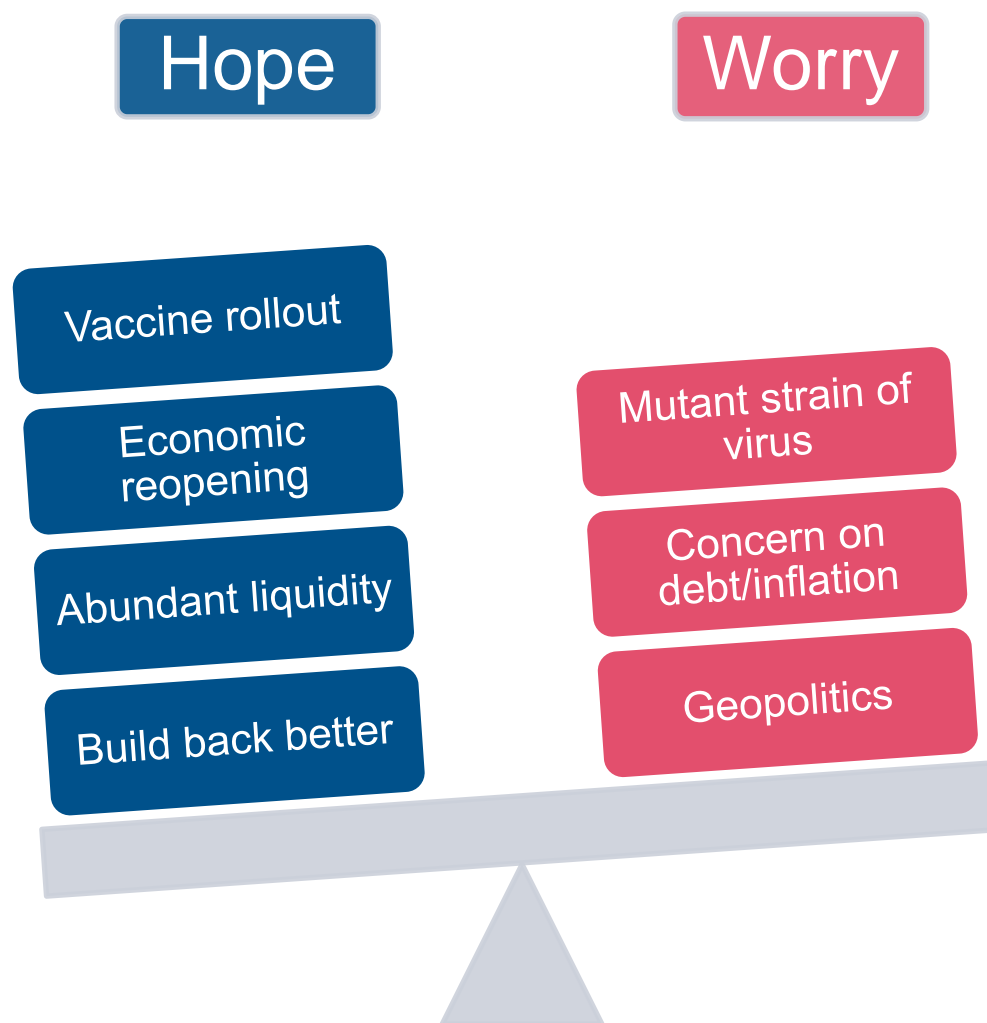 Hope
Worry
Vaccine rollout
Economic
reopening
Abundant liquidity
Build back better
Mutant strain of
virus
Concern on
debt/inflation
Geopolitics